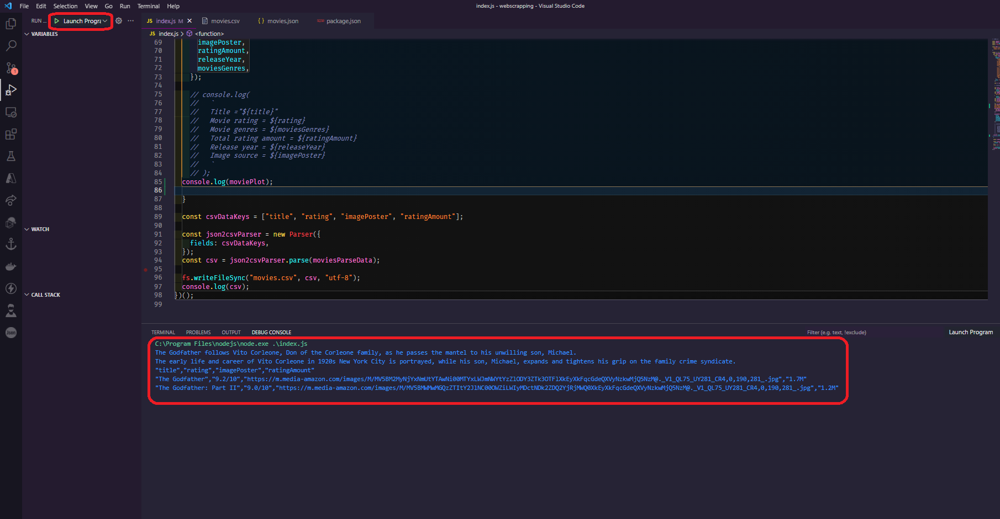 File Edit Selection View Go Run Terminal Help
index.js - webscrapping - Visual Studio Code
RUN ... Launch Progra
JS index.js M movies.csv {} movies.json package.json
VARIABLES
JS index.js > <function>
69 imagePoster,
70 ratingAmount,
71 releaseYear,
72 moviesGenres,
73 });
74
75 // console.log(
76 // `
77 // Title ="${title}"
78 // Movie rating = ${rating}
79 // Movie genres = ${moviesGenres}
80 // Total rating amount = ${ratingAmount}
81 // Release year = ${releaseYear}
82 // Image source = ${imagePoster}
83 // `
84 // );
85 console.log(moviePlot);
86
87 }
88
89 const csvDataKeys = ["title", "rating", "imagePoster", "ratingAmount"];
90
91 const json2csvParser = new Parser({
92 fields: csvDataKeys,
93 });
94 const csv = json2csvParser.parse(moviesParseData);
95
96 fs.writeFileSync("movies.csv", csv, "utf-8");
97 console.log(csv);
98 })();
99
1
WATCH
CALL STACK
Json
TERMINAL PROBLEMS OUTPUT DEBUG CONSOLE Filter (e.g. text, !exclude) Launch Program
C:\Program Files\nodejs\node.exe .\index.js
The Godfather follows Vito Corleone, Don of the Corleone family, as he passes the mantel to his unwilling son, Michael.
The early life and career of Vito Corleone in 1920s New York City is portrayed, while his son, Michael, expands and tightens his grip on the family crime syndicate.
"title","rating","imagePoster","ratingAmount"
"The Godfather","9.2/10","https://m.media-amazon.com/images/M/MV5BM2MyNjYxNmUtYTAwNi00MTYxLWJmNWYtYzZlODY3ZTk3OTFlXkEyXkFqcGdeQXVyNzkwMjQ5NzM@._V1_QL75_UY281_CR4,0,190,281_.jpg","1.7M"
"The Godfather: Part II","9.0/10","https://m.media-amazon.com/images/M/MV5BMWMwMGQzZTItY2JlNC00OWZiLWIyMDctNDk2ZDQ2YjRjMWQ0XkEyXkFqcGdeQXVyNzkwMjQ5NzM@._V1_QL75_UY281_CR4,0,190,281_.jpg","1.2M"